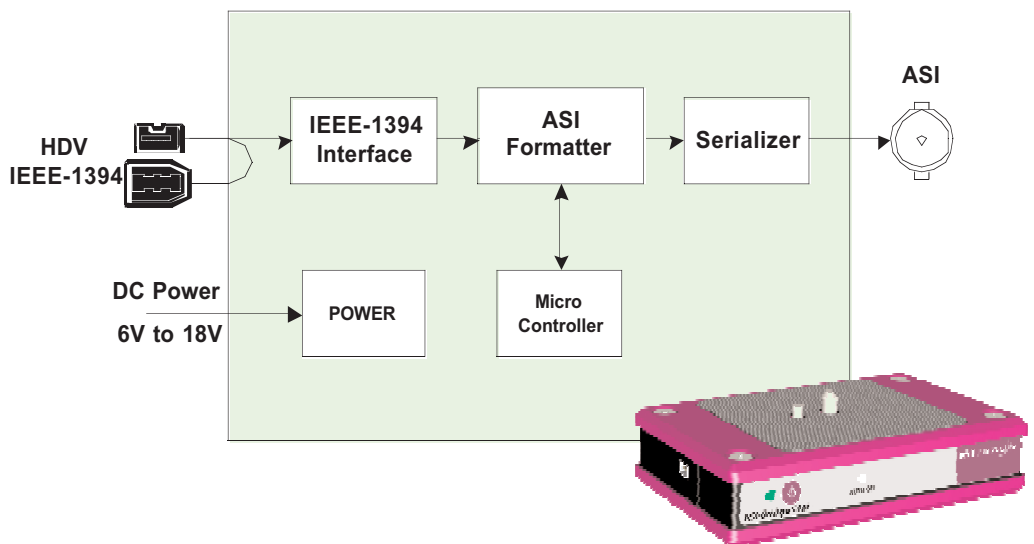 ASI
HDV
IEEE-1394
IEEE-1394
Interface
ASI
Formatter
Serializer
DC Power
6V to 18V
POWER
Micro
Controller